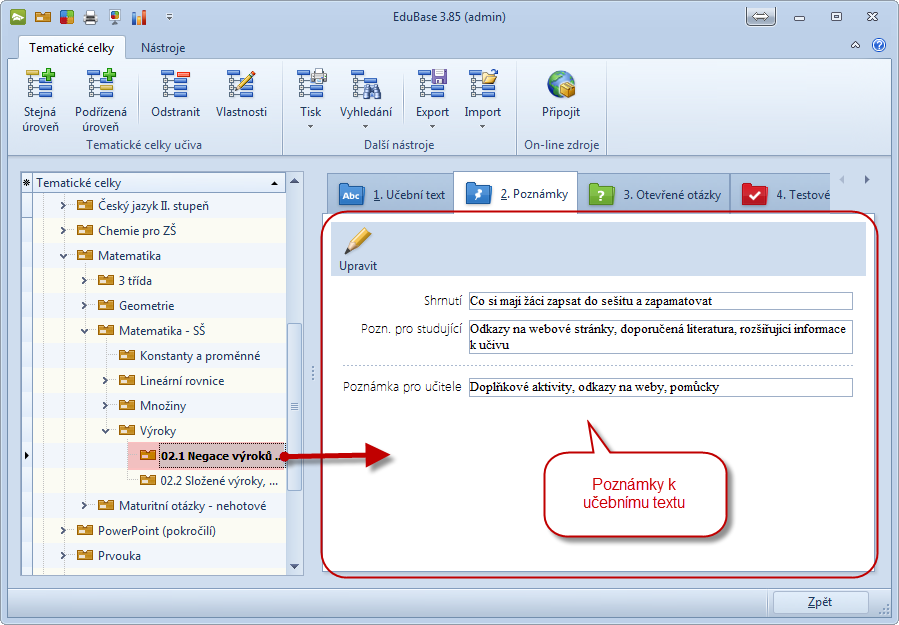 EduBase 3.85 (admin)
Tematické celky
Nástroje
Stejná
úroveň
Podřízená
úroveň
Odstranit
Vlastnosti
Tisk
Vyhledání
Export
Import
Připojit
Tematické celky učiva
Další nástroje
On-line zdroje
Tematické celky
Český jazyk II. stupeň
Chemie pro ZŠ
Matematika
3 třída
Geometrie
Matematika - SŠ
Konstanty a proměnné
Lineární rovnice
Množiny
Výroky
02.1 Negace výroků ...
02.2 Složené výroky, ...
Maturitní otázky - nehotové
PowerPoint (pokročilí)
Prvouka
Abc
1. Učební text
2. Poznámky
?
3. Otevřené otázky
4. Testové
Upravit
Shrnutí
Co si mají žáci zapsat do sešitu a zapamatovat
Pozn. pro studující
Odkazy na webové stránky, doporučená literatura, rozšiřující informace
k učivu
Poznámka pro učitele
Doplňkové aktivity, odkazy na weby, pomůcky
Poznámky k
učebnímu textu
Zpět